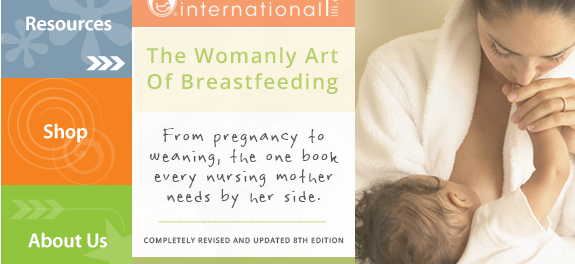 Resources
international
The Womanly Art
Of Breastfeeding
Shop
From pregnancy to
weaning, the one book
every nursing mother
needs by her side.
About Us
COMPLETELY REVISED AND UPDATED 8TH EDITION